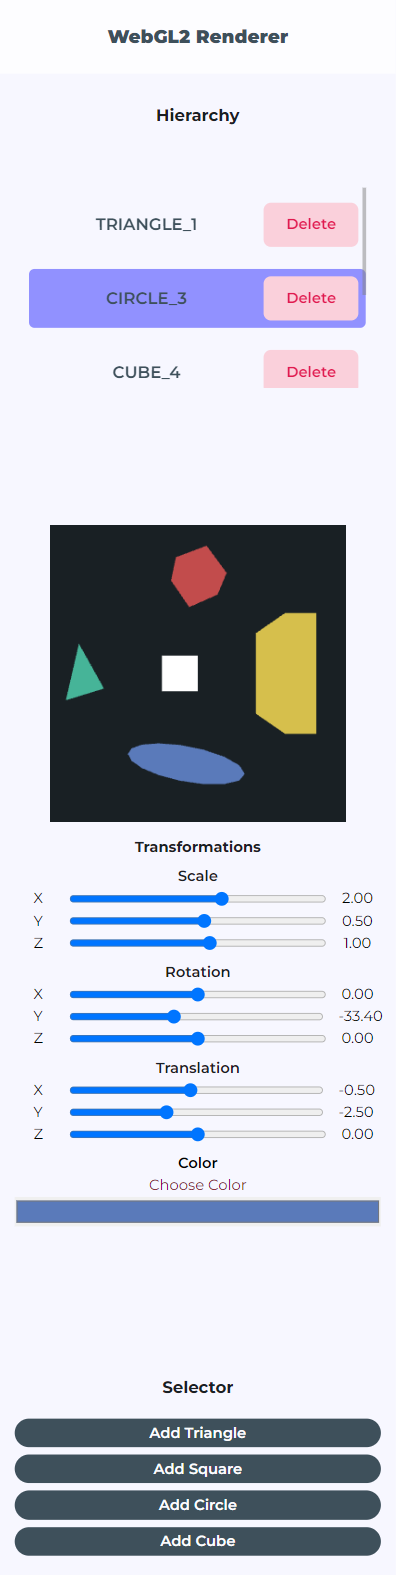 WebGL2 Renderer
Hierarchy
TRIANGLE_1 Delete
CIRCLE_3 Delete
CUBE_4 Delete
Transformations
Scale
X 2.00
Y 0.50
Z 1.00
Rotation
X 0.00
Y -33.40
Z 0.00
Translation
X -0.50
Y -2.50
Z 0.00
Color
Choose Color
Selector
Add Triangle
Add Square
Add Circle
Add Cube